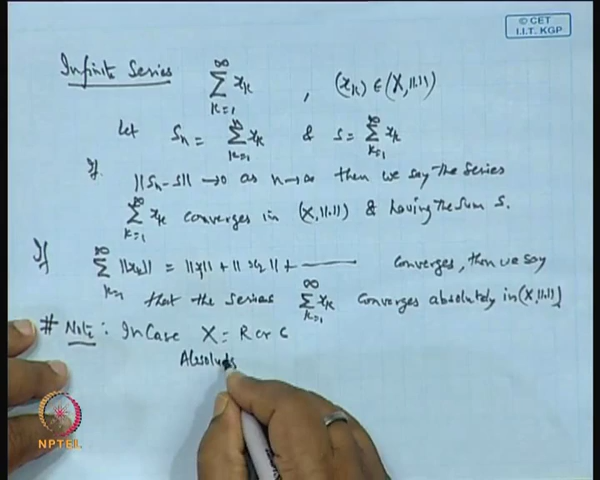 © CET
I.I.T. KGP
Infinite Series ∑_{k=1}^{∞} x_k , (x_k) ∈ (X, ||.||)
Let S_n = ∑_{k=1}^{n} x_k & s = ∑_{k=1}^{∞} x_k
If
||S_n - s|| → 0 as n → ∞ then we say the series
∑_{k=1}^{∞} x_k converges in (X, ||.||) & having the sum s.
If ∑_{k=1}^{∞} ||x_k|| = ||x_1|| + ||x_2|| + —— converges, then we say
that the series ∑_{k=1}^{∞} x_k converges absolutely in (X, ||.||)
# Note: In Case X = R or C
Absolut
NPTEL